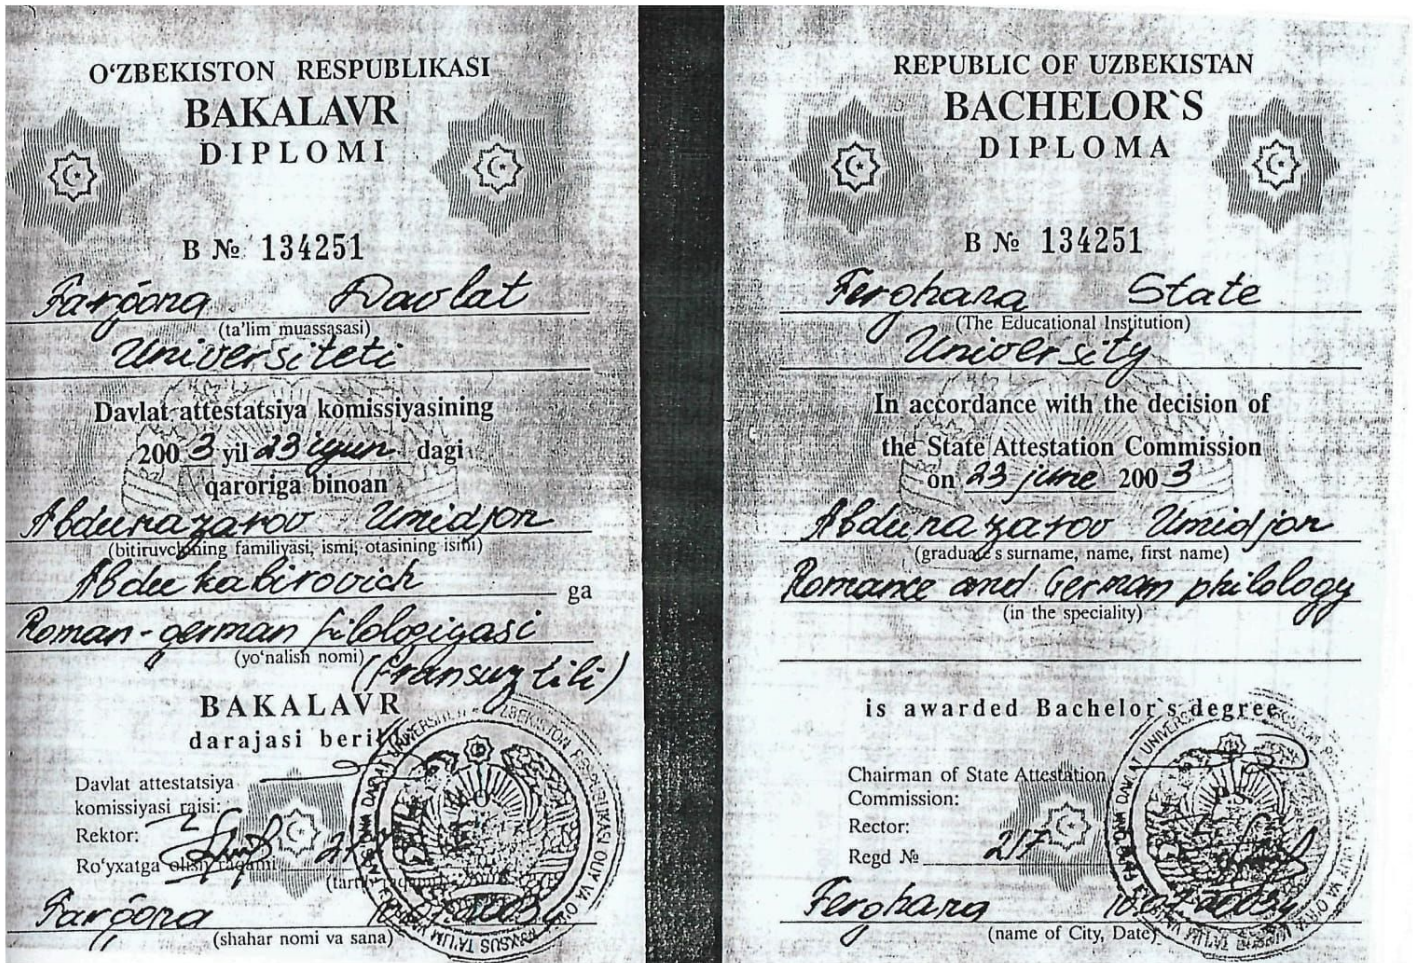 O‘ZBEKISTON RESPUBLIKASI
BAKALAVR
DIPLOMI
B № 134251
Farg‘ona Davlat
(ta'lim muassasasi)
Universiteti
Davlat attestatsiya komissiyasining
2003 yil 23 iyun dagi
qaroriga binoan
Abdunazarov Umidjon
(bitiruvchining familiyasi, ismi, otasining ismi)
Abdukabirovich ga
Roman-german filologiyasi
(yo‘nalish nomi)
(fransuz tili)
BAKALAVR
darajasi
Davlat attestatsiya
komissiyasi raisi:
Rektor:
Ro‘yxatga olish raqami
Farg‘ona
(shahar nomi va sana)
REPUBLIC OF UZBEKISTAN
BACHELOR`S
DIPLOMA
B № 134251
Ferghana State
(The Educational Institution)
University
In accordance with the decision of
the State Attestation Commission
on 23 june 2003
Abdunazarov Umidjon
(graduate`s surname, name, first name)
Romance and German philology
(in the speciality)
is awarded Bachelor`s degree
Chairman of State Attestation
Commission:
Rector:
Regd № 217
Ferghana
(name of City, Date)